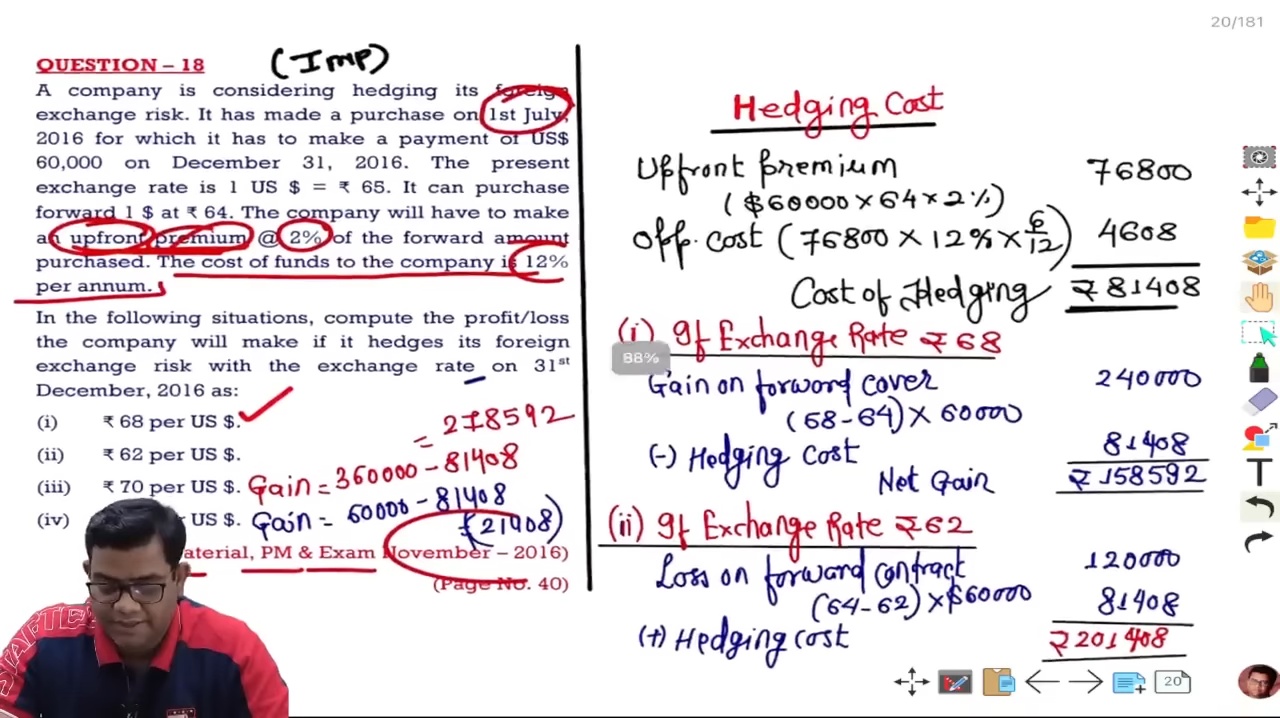 20/181
QUESTION – 18 (Imp)
A company is considering hedging its foreign
exchange risk. It has made a purchase on 1st July,
2016 for which it has to make a payment of US$
60,000 on December 31, 2016. The present
exchange rate is 1 US $ = ₹ 65. It can purchase
forward 1 $ at ₹ 64. The company will have to make
an upfront premium @ 2% of the forward amount
purchased. The cost of funds to the company is 12%
per annum.
In the following situations, compute the profit/loss
the company will make if it hedges its foreign
exchange risk with the exchange rate on 31st
December, 2016 as:
(i) ₹ 68 per US $.
(ii) ₹ 62 per US $.
(iii) ₹ 70 per US $.
(iv) US $.
= 278592
Gain = 360000 - 81408
Gain = 60000 - 81408
= (21408)
aterial, PM & Exam November – 2016)
(Page No. 40)
Hedging Cost
Upfront premium 76800
($60000 × 64 × 2%)
Opp. Cost (76800 × 12% × 6/12) 4608
Cost of Hedging ₹ 81408
(i) If Exchange Rate ₹ 68
88%
Gain on forward cover 240000
(68-64) × 60000
(-) Hedging Cost 81408
Net Gain ₹ 158592
(ii) If Exchange Rate ₹ 62
Loss on forward contract 120000
(64-62) × $60000
(+) Hedging cost 81408
₹ 201408
T
20